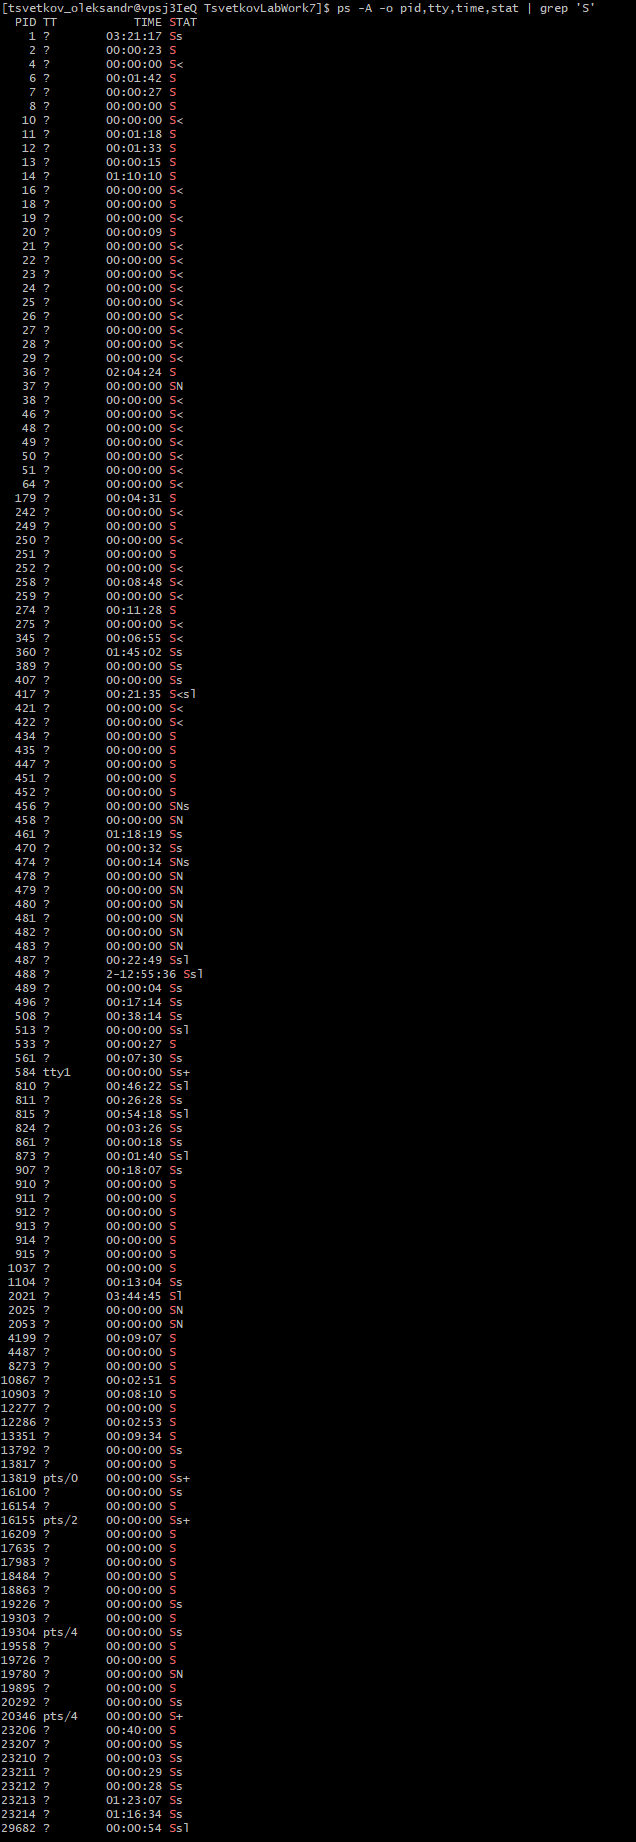 [tsvetkov_oleksandr@vpsj3IeQ TsvetkovLabWork7]$ ps -A -o pid,tty,time,stat | grep 'S'
  PID TT           TIME STAT
    1 ?        03:21:17 Ss
    2 ?        00:00:23 S
    4 ?        00:00:00 S<
    6 ?        00:01:42 S
    7 ?        00:00:27 S
    8 ?        00:00:00 S
   10 ?        00:00:00 S<
   11 ?        00:01:18 S
   12 ?        00:01:33 S
   13 ?        00:00:15 S
   14 ?        01:10:10 S
   16 ?        00:00:00 S<
   18 ?        00:00:00 S
   19 ?        00:00:00 S<
   20 ?        00:00:09 S
   21 ?        00:00:00 S<
   22 ?        00:00:00 S<
   23 ?        00:00:00 S<
   24 ?        00:00:00 S<
   25 ?        00:00:00 S<
   26 ?        00:00:00 S<
   27 ?        00:00:00 S<
   28 ?        00:00:00 S<
   29 ?        00:00:00 S<
   36 ?        02:04:24 S
   37 ?        00:00:00 SN
   38 ?        00:00:00 S<
   46 ?        00:00:00 S<
   48 ?        00:00:00 S<
   49 ?        00:00:00 S<
   50 ?        00:00:00 S<
   51 ?        00:00:00 S<
   64 ?        00:00:00 S<
  179 ?        00:04:31 S
  242 ?        00:00:00 S<
  249 ?        00:00:00 S
  250 ?        00:00:00 S<
  251 ?        00:00:00 S
  252 ?        00:00:00 S<
  258 ?        00:08:48 S<
  259 ?        00:00:00 S<
  274 ?        00:11:28 S
  275 ?        00:00:00 S<
  345 ?        00:06:55 S<
  360 ?        01:45:02 Ss
  389 ?        00:00:00 Ss
  407 ?        00:00:00 Ss
  417 ?        00:21:35 S<sl
  421 ?        00:00:00 S<
  422 ?        00:00:00 S<
  434 ?        00:00:00 S
  435 ?        00:00:00 S
  447 ?        00:00:00 S
  451 ?        00:00:00 S
  452 ?        00:00:00 S
  456 ?        00:00:00 SNs
  458 ?        00:00:00 SN
  461 ?        01:18:19 Ss
  470 ?        00:00:32 Ss
  474 ?        00:00:14 SNs
  478 ?        00:00:00 SN
  479 ?        00:00:00 SN
  480 ?        00:00:00 SN
  481 ?        00:00:00 SN
  482 ?        00:00:00 SN
  483 ?        00:00:00 SN
  487 ?        00:22:49 Ssl
  488 ?        2-12:55:36 Ssl
  489 ?        00:00:04 Ss
  496 ?        00:17:14 Ss
  508 ?        00:38:14 Ss
  513 ?        00:00:00 Ssl
  533 ?        00:00:27 S
  561 ?        00:07:30 Ss
  584 tty1     00:00:00 Ss+
  810 ?        00:46:22 Ssl
  811 ?        00:26:28 Ss
  815 ?        00:54:18 Ssl
  824 ?        00:03:26 Ss
  861 ?        00:00:18 Ss
  873 ?        00:01:40 Ssl
  907 ?        00:18:07 Ss
  910 ?        00:00:00 S
  911 ?        00:00:00 S
  912 ?        00:00:00 S
  913 ?        00:00:00 S
  914 ?        00:00:00 S
  915 ?        00:00:00 S
 1037 ?        00:00:00 S
 1104 ?        00:13:04 Ss
 2021 ?        03:44:45 Sl
 2025 ?        00:00:00 SN
 2053 ?        00:00:00 SN
 4199 ?        00:09:07 S
 4487 ?        00:00:00 S
 8273 ?        00:00:00 S
10867 ?        00:02:51 S
10903 ?        00:08:10 S
12277 ?        00:00:00 S
12286 ?        00:02:53 S
13351 ?        00:09:34 S
13792 ?        00:00:00 Ss
13817 ?        00:00:00 S
13819 pts/0    00:00:00 Ss+
16100 ?        00:00:00 Ss
16154 ?        00:00:00 S
16155 pts/2    00:00:00 Ss+
16209 ?        00:00:00 S
17635 ?        00:00:00 S
17983 ?        00:00:00 S
18484 ?        00:00:00 S
18863 ?        00:00:00 S
19226 ?        00:00:00 Ss
19303 ?        00:00:00 S
19304 pts/4    00:00:00 Ss
19558 ?        00:00:00 S
19726 ?        00:00:00 S
19780 ?        00:00:00 SN
19895 ?        00:00:00 S
20292 ?        00:00:00 Ss
20346 pts/4    00:00:00 S+
23206 ?        00:40:00 S
23207 ?        00:00:00 Ss
23210 ?        00:00:03 Ss
23211 ?        00:00:29 Ss
23212 ?        00:00:28 Ss
23213 ?        01:23:07 Ss
23214 ?        01:16:34 Ss
29682 ?        00:00:54 Ssl